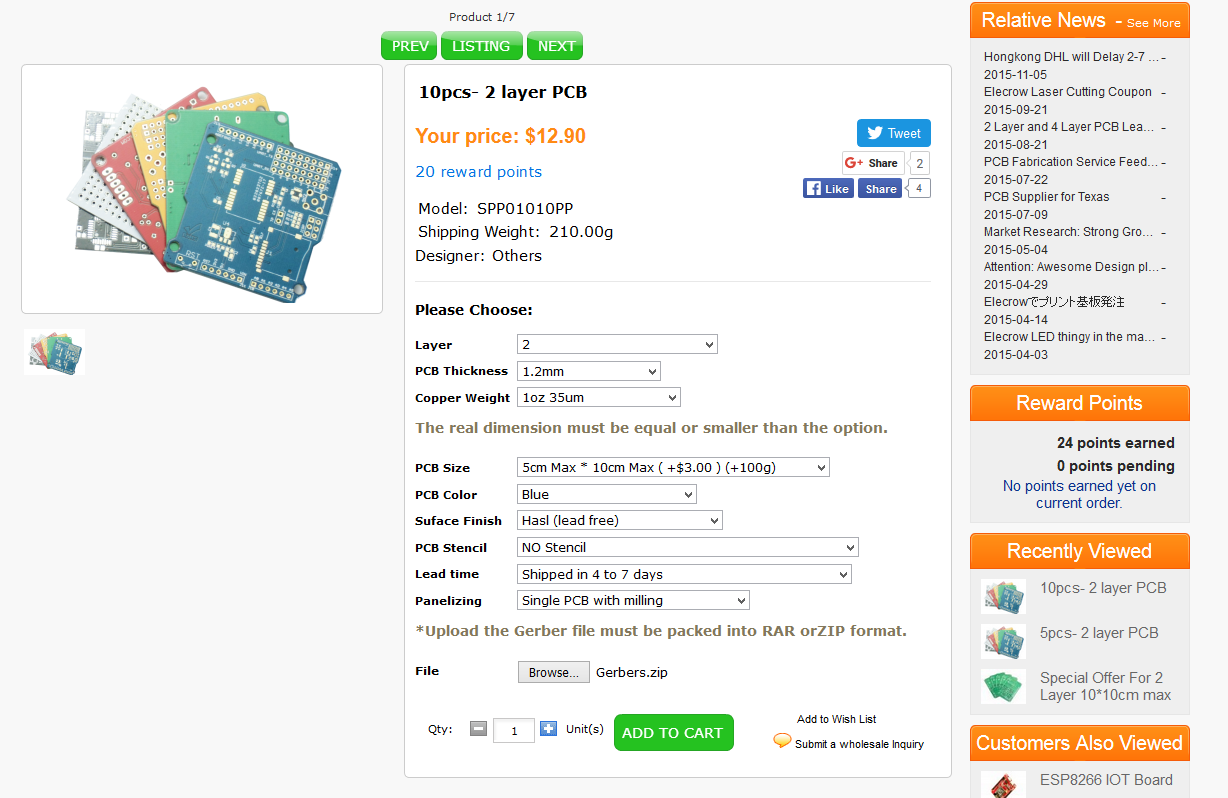 Product 1/7
PREV LISTING NEXT
10pcs- 2 layer PCB
Your price: $12.90
Tweet
20 reward points
G+ Share 2
Like Share 4
Model: SPP01010PP
Shipping Weight: 210.00g
Designer: Others
Please Choose:
Layer 2
PCB Thickness 1.2mm
Copper Weight 1oz 35um
The real dimension must be equal or smaller than the option.
PCB Size 5cm Max * 10cm Max ( +$3.00 ) (+100g)
PCB Color Blue
Suface Finish Hasl (lead free)
PCB Stencil NO Stencil
Lead time Shipped in 4 to 7 days
Panelizing Single PCB with milling
*Upload the Gerber file must be packed into RAR orZIP format.
File Browse... Gerbers.zip
Qty: 1 Unit(s) ADD TO CART
Add to Wish List
Submit a wholesale Inquiry
Relative News - See More
Hongkong DHL will Delay 2-7 ...-
2015-11-05
Elecrow Laser Cutting Coupon -
2015-09-21
2 Layer and 4 Layer PCB Lea... -
2015-08-21
PCB Fabrication Service Feed... -
2015-07-22
PCB Supplier for Texas -
2015-07-09
Market Research: Strong Gro... -
2015-05-04
Attention: Awesome Design pl...-
2015-04-29
Elecrowでプリント基板発注 -
2015-04-14
Elecrow LED thingy in the ma... -
2015-04-03
Reward Points
24 points earned
0 points pending
No points earned yet on
current order.
Recently Viewed
10pcs- 2 layer PCB
5pcs- 2 layer PCB
Special Offer For 2
Layer 10*10cm max
Customers Also Viewed
ESP8266 IOT Board